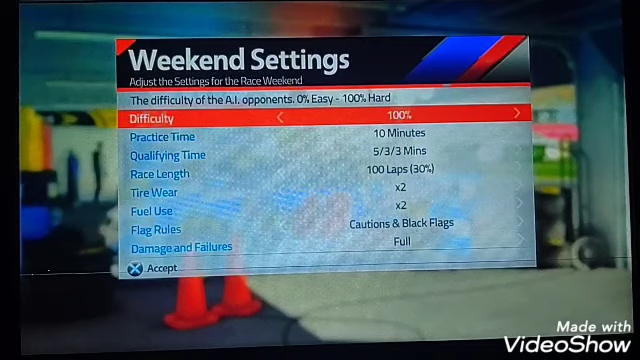 Weekend Settings
Adjust the Settings for the Race Weekend
The difficulty of the A.I. opponents. 0% Easy - 100% Hard
Difficulty 100%
Practice Time 10 Minutes
Qualifying Time 5/3/3 Mins
Race Length 100 Laps (30%)
Tire Wear x2
Fuel Use x2
Flag Rules Cautions & Black Flags
Damage and Failures Full
Accept
Made with
VideoShow